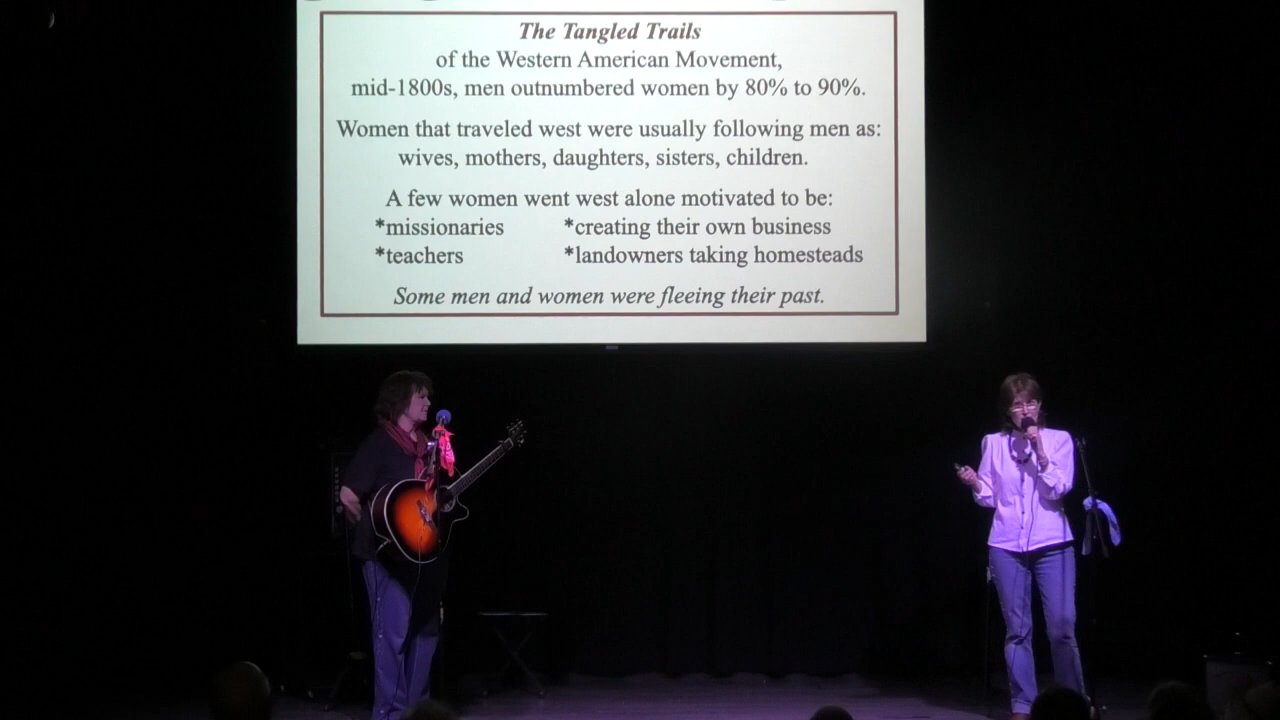 The Tangled Trails
of the Western American Movement,
mid-1800s, men outnumbered women by 80% to 90%.
Women that traveled west were usually following men as:
wives, mothers, daughters, sisters, children.
A few women went west alone motivated to be:
*missionaries *creating their own business
*teachers *landowners taking homesteads
Some men and women were fleeing their past.